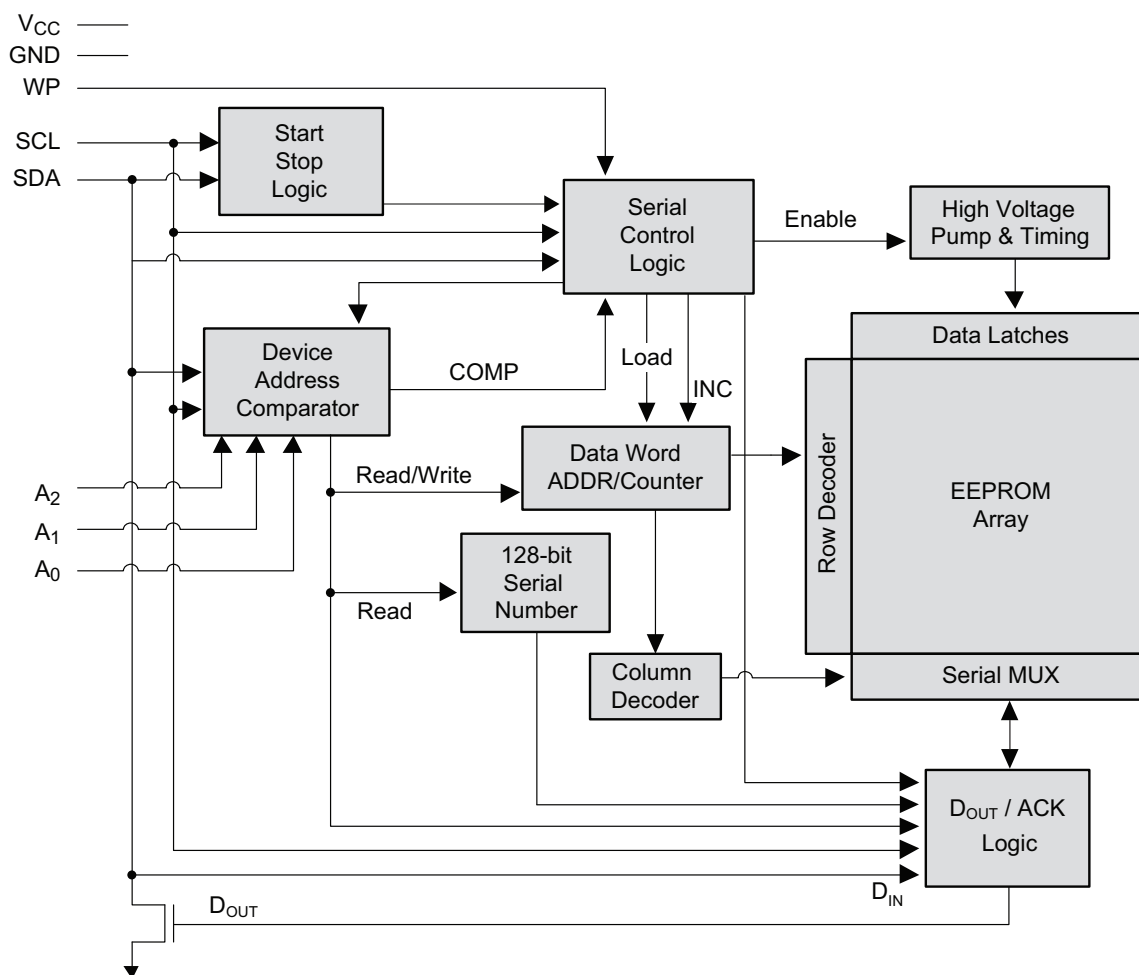 VCC
GND
WP
SCL
SDA
Start
Stop
Logic
Serial
Control
Logic
Enable
High Voltage
Pump & Timing
Data Latches
Device
Address
Comparator
COMP
Load
INC
Data Word
ADDR/Counter
Read/Write
Row Decoder
EEPROM
Array
A2
A1
A0
128-bit
Serial
Number
Read
Column
Decoder
Serial MUX
DOUT / ACK
Logic
DIN
DOUT